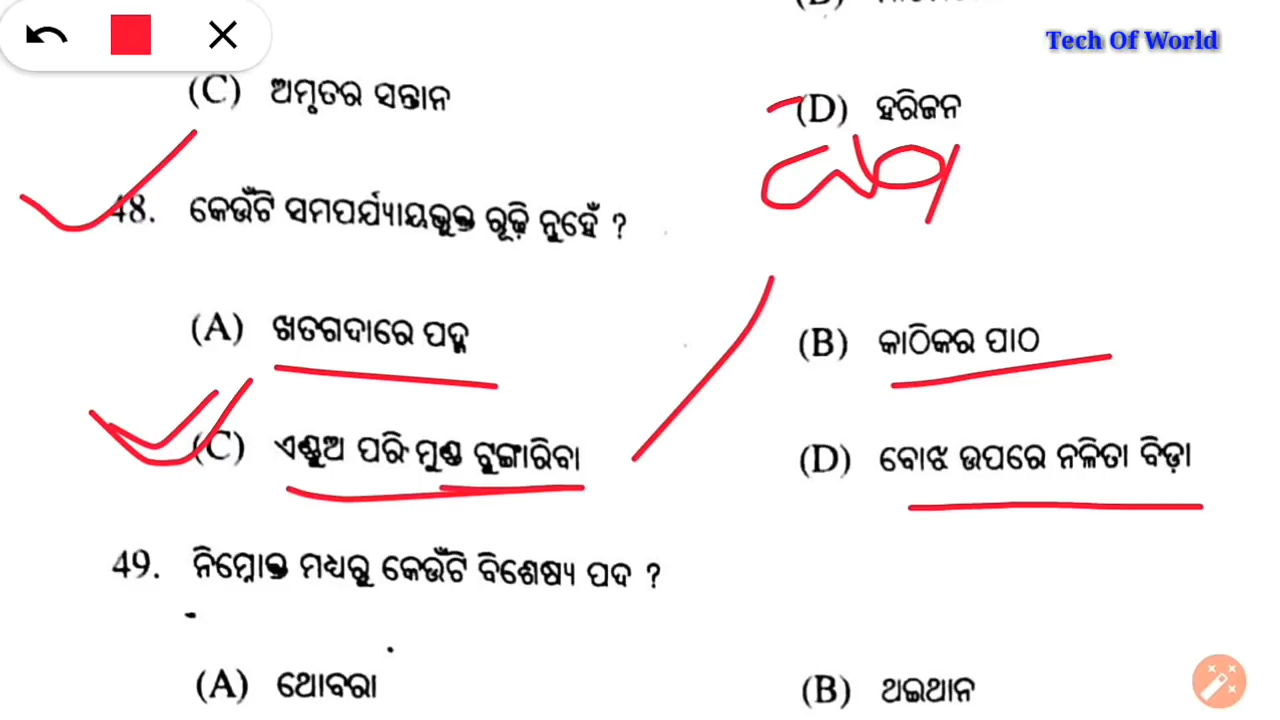 Tech Of World
(C) ଅମୃତର ସନ୍ତାନ
(D) ହରିଜନ
48. କେଉଁଟି ସମପର୍ଯ୍ୟାୟଭୁକ୍ତ ରୂଢ଼ି ନୁହେଁ ?
(A) ଖତଗଦାରେ ପଦ୍ମ
(B) କାଠିକର ପାଠ
(C) ଏଣ୍ଡୁଅ ପରି ମୁଣ୍ଡ ଟୁଙ୍ଗାରିବା
(D) ବୋଝ ଉପରେ ନଳିତା ବିଡ଼ା
49. ନିମ୍ନୋକ୍ତ ମଧ୍ୟରୁ କେଉଁଟି ବିଶେଷ୍ୟ ପଦ ?
(A) ଥୋବରା
(B) ଥଇଥାନ